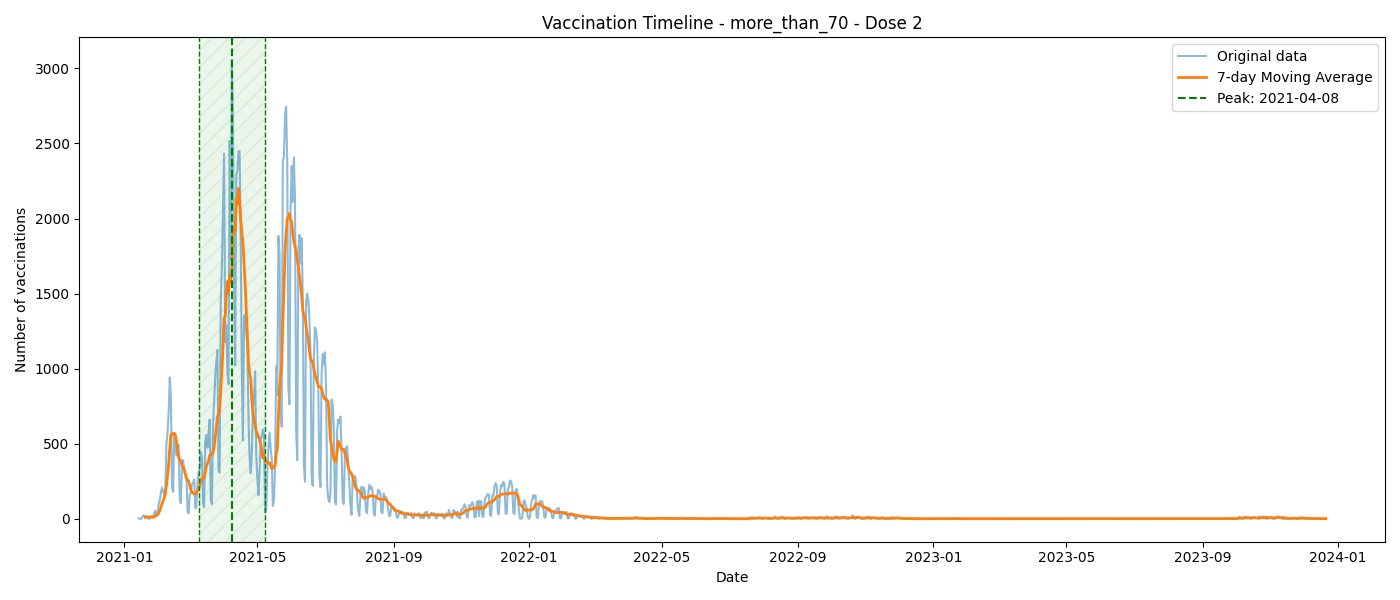 Vaccination Timeline - more_than_70 - Dose 2
Original data
7-day Moving Average
Peak: 2021-04-08
Number of vaccinations
3000
2500
2000
1500
1000
500
0
2021-01
2021-05
2021-09
2022-01
2022-05
2022-09
2023-01
2023-05
2023-09
2024-01
Date